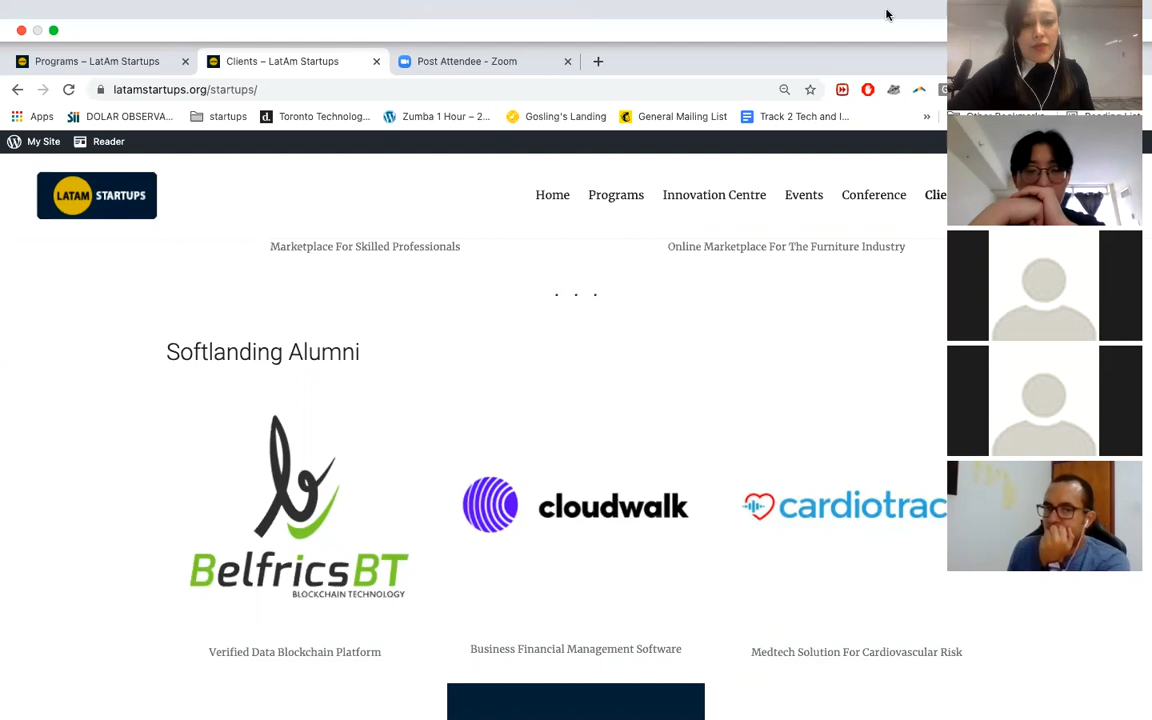 Programs – LatAm Startups
Clients – LatAm Startups
Post Attendee - Zoom
latamstartups.org/startups/
Apps
DOLAR OBSERVA...
startups
Toronto Technolog...
Zumba 1 Hour – 2...
Gosling's Landing
General Mailing List
Track 2 Tech and I...
»
My Site
Reader
LATAM STARTUPS
Home
Programs
Innovation Centre
Events
Conference
Clie
Marketplace For Skilled Professionals
Online Marketplace For The Furniture Industry
. . .
Softlanding Alumni
BelfricsBT
BLOCKCHAIN TECHNOLOGY
cloudwalk
cardiotrac
Verified Data Blockchain Platform
Business Financial Management Software
Medtech Solution For Cardiovascular Risk